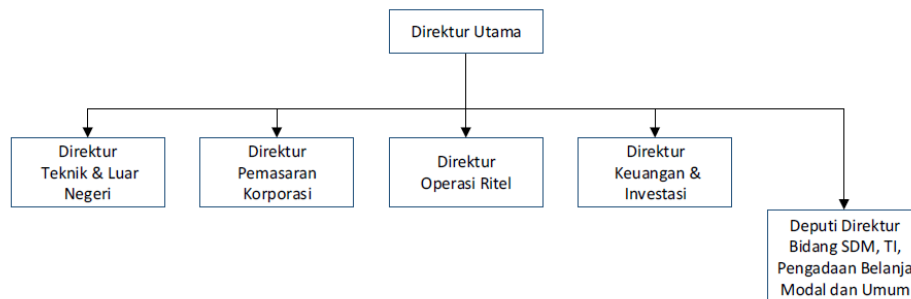 Direktur Utama
Direktur
Teknik & Luar
Negeri
Direktur
Pemasaran
Korporasi
Direktur
Operasi Ritel
Direktur
Keuangan &
Investasi
Deputi Direktur
Bidang SDM, TI,
Pengadaan Belanja
Modal dan Umum